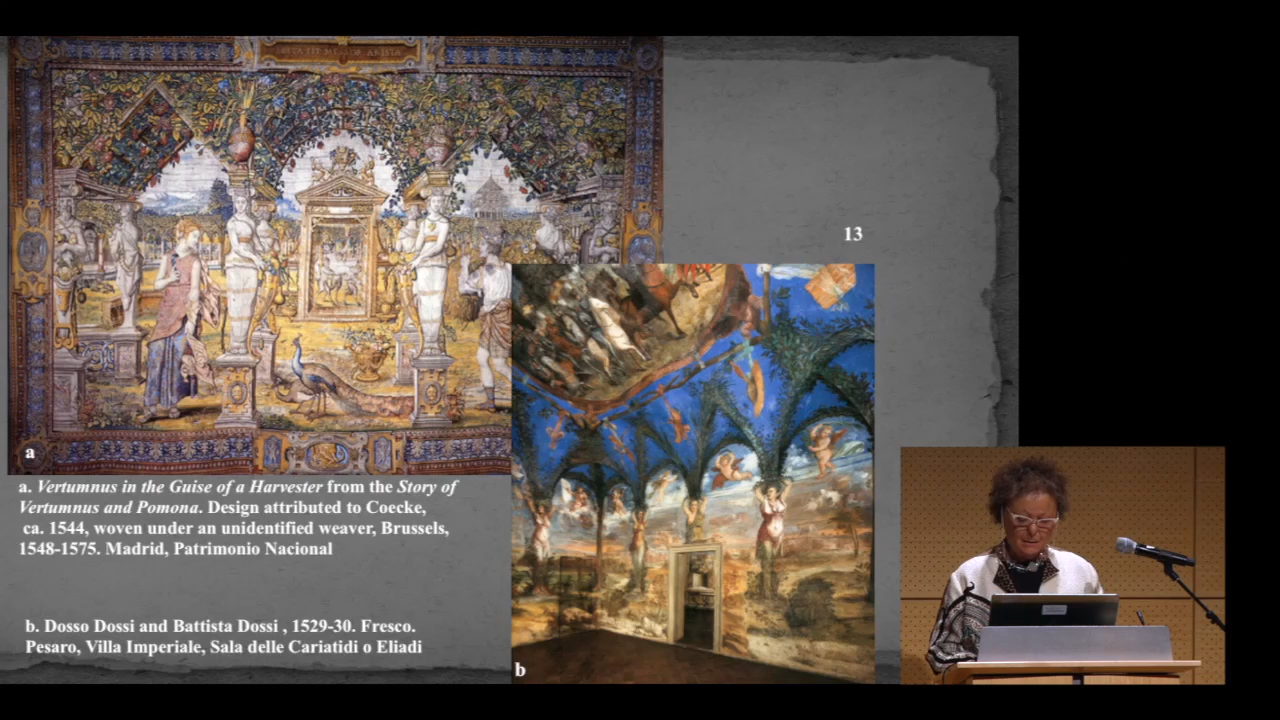 13
a
a. Vertumnus in the Guise of a Harvester from the Story of
Vertumnus and Pomona. Design attributed to Coecke,
ca. 1544, woven under an unidentified weaver, Brussels,
1548-1575. Madrid, Patrimonio Nacional
b. Dosso Dossi and Battista Dossi , 1529-30. Fresco.
Pesaro, Villa Imperiale, Sala delle Cariatidi o Eliadi
b